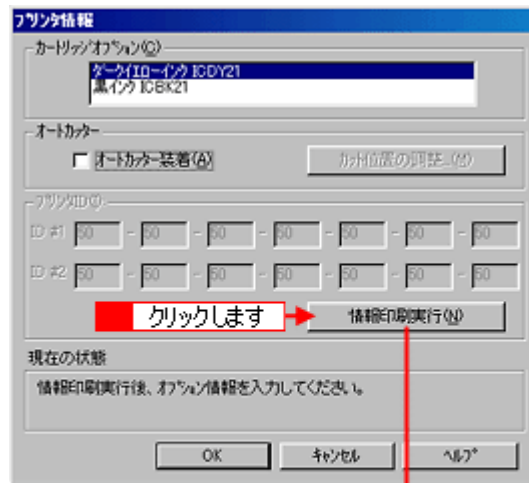 プリンタ情報
カートリッジオプション(C)
ダークイエローインク ICDY21
黒インク ICBK21
オートカッター
オートカッター装着(A)
カット位置の調整...(M)
プリンタID(I):
ID #1 50 - 50 - 50 - 50 - 50 - 50 - 50
ID #2 50 - 50 - 50 - 50 - 50 - 50 - 50
クリックします
情報印刷実行(N)
現在の状態
情報印刷実行後、オプション情報を入力してください。
OK キャンセル ヘルプ